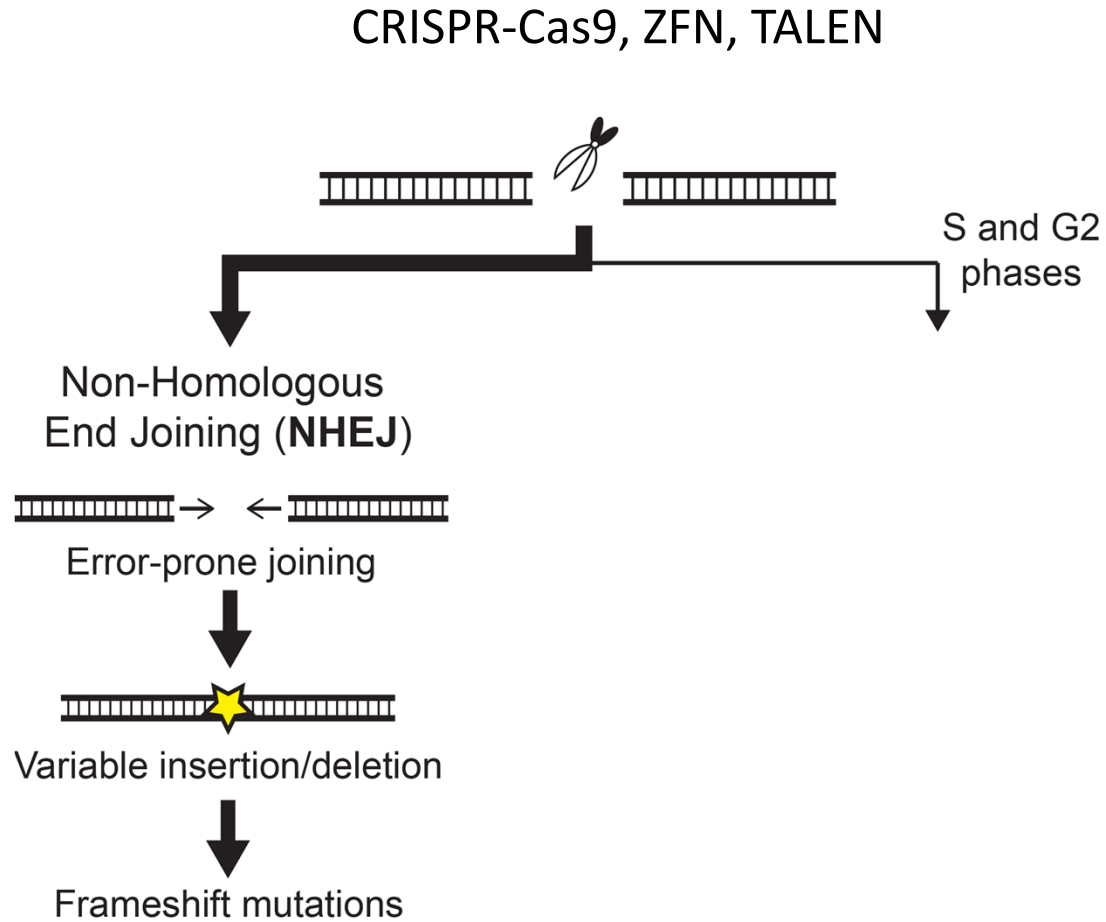 CRISPR-Cas9, ZFN, TALEN
S and G2
phases
Non-Homologous
End Joining (NHEJ)
Error-prone joining
Variable insertion/deletion
Frameshift mutations